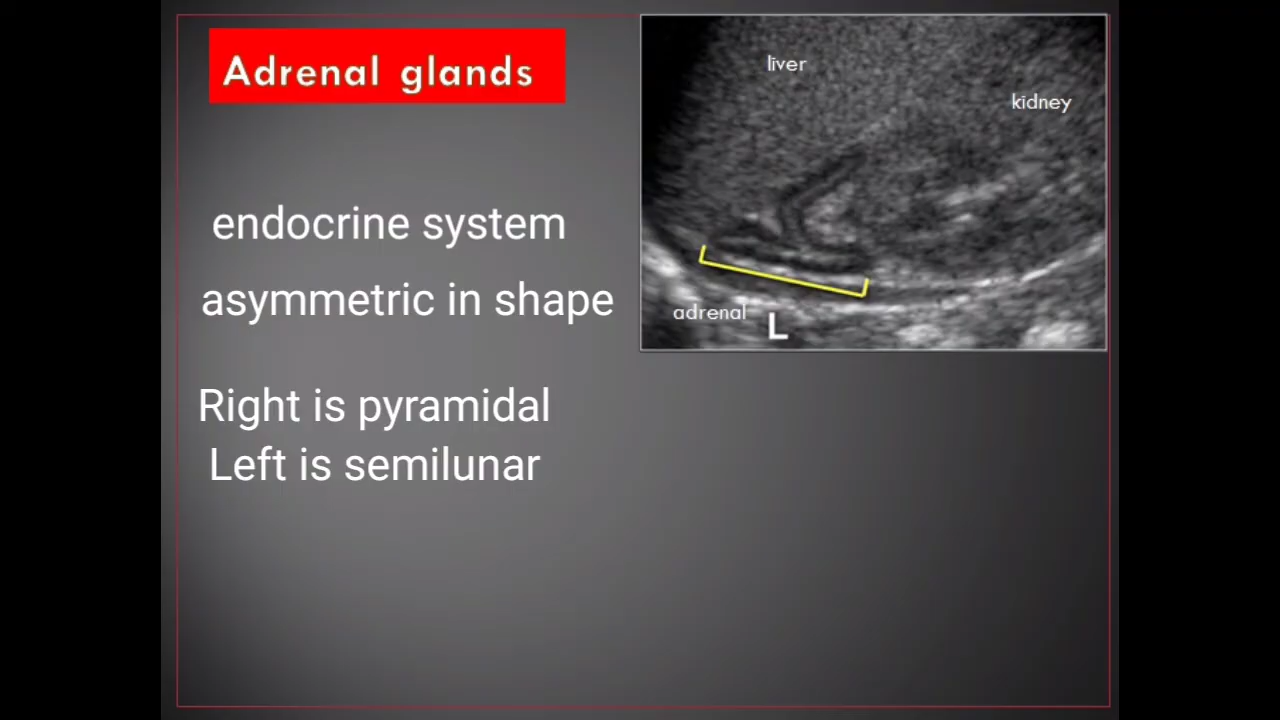 Adrenal glands
liver
kidney
endocrine system
asymmetric in shape
adrenal
L
Right is pyramidal
Left is semilunar